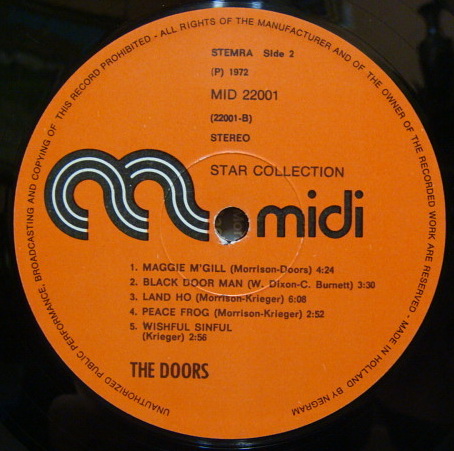 UNAUTHORIZED PUBLIC PERFORMANCE, BROADCASTING AND COPYING OF THIS RECORD PROHIBITED - ALL RIGHTS OF THE MANUFACTURER AND OF THE OWNER OF THE RECORDED WORK ARE RESERVED - MADE IN HOLLAND BY NEGRAM
STEMRA Side 2
(P) 1972
MID 22001
(22001-B)
STEREO
STAR COLLECTION
midi
1. MAGGIE M'GILL (Morrison-Doors) 4:24
2. BLACK DOOR MAN (W. Dixon-C. Burnett) 3:30
3. LAND HO (Morrison-Krieger) 6:08
4. PEACE FROG (Morrison-Krieger) 2:52
5. WISHFUL SINFUL
(Krieger) 2:56
THE DOORS